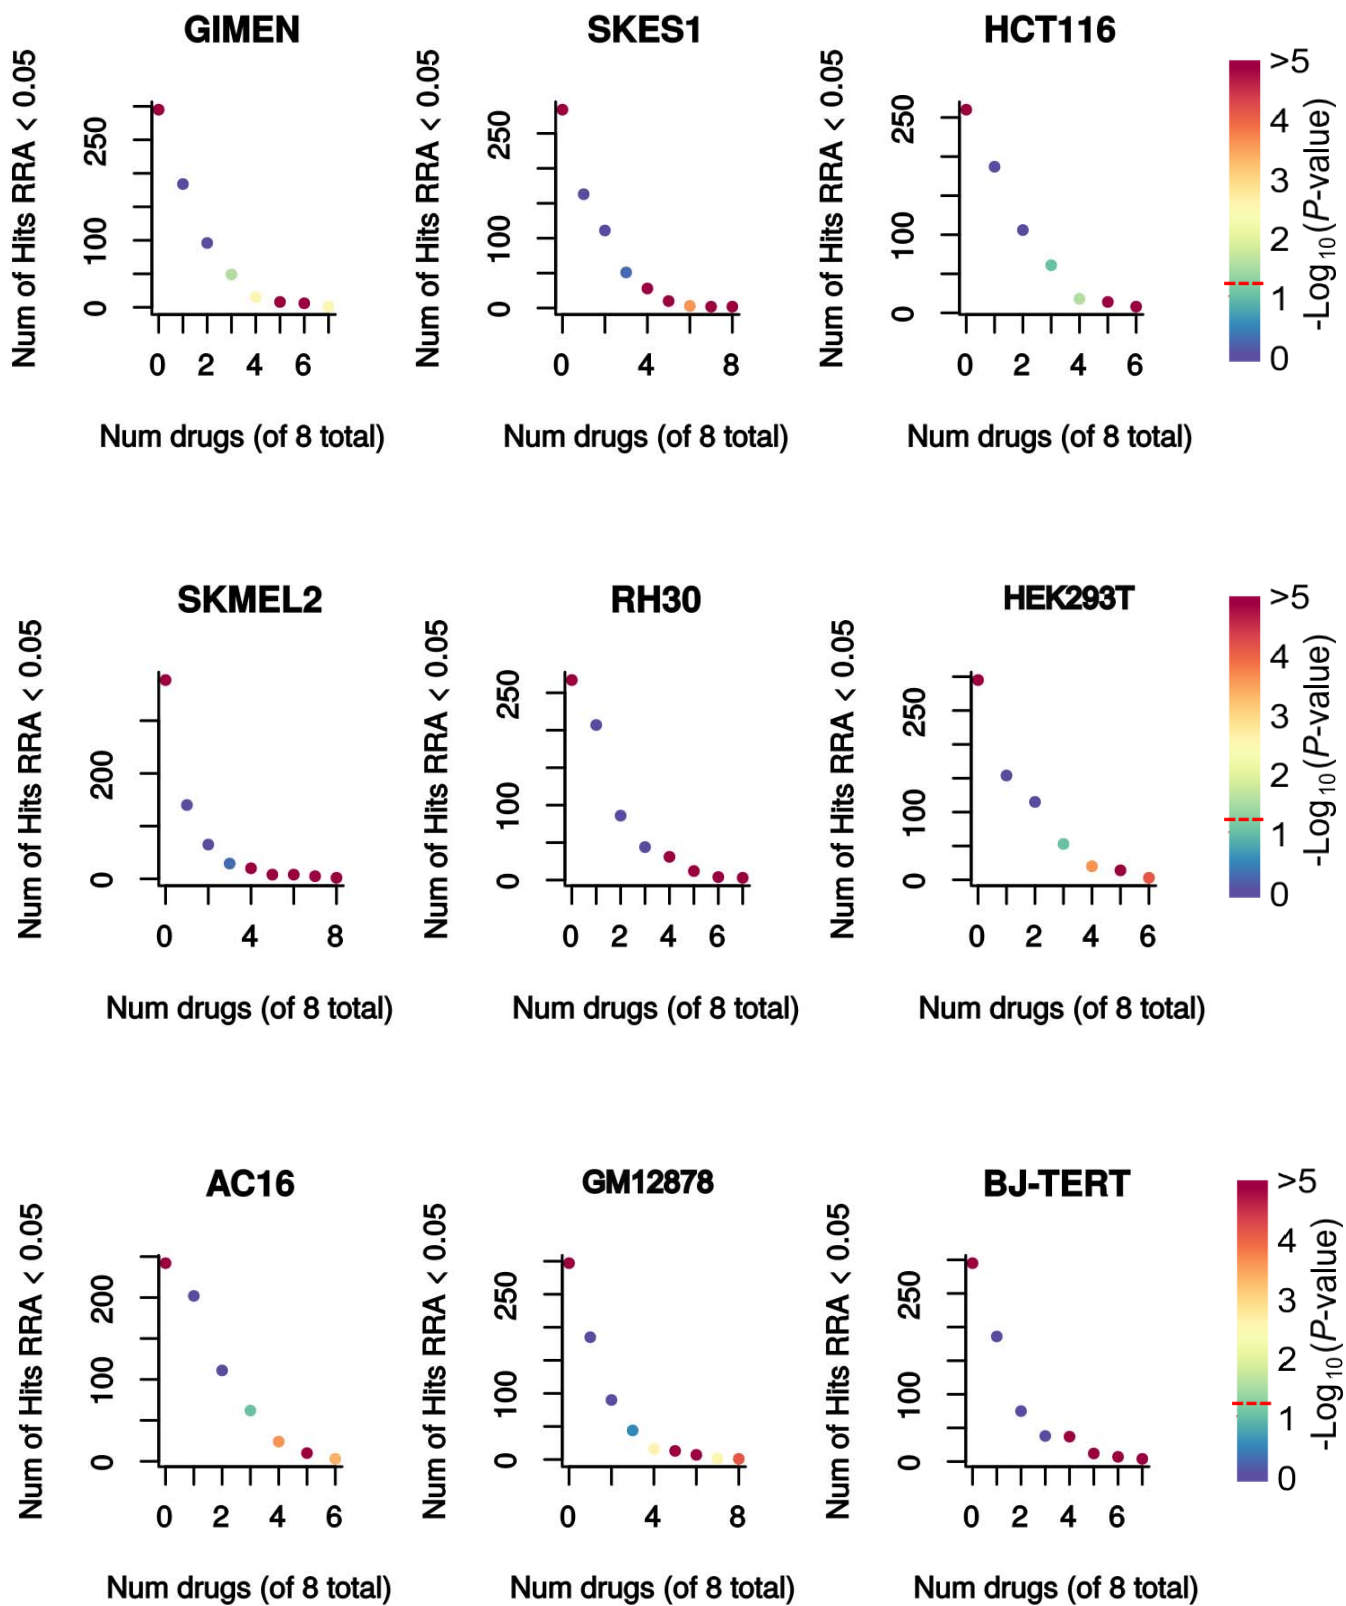 GIMEN SKES1 HCT116
Num of Hits RRA < 0.05
0 100 250
0 2 4 6
Num drugs (of 8 total)
Num of Hits RRA < 0.05
0 100 250
0 4 8
Num drugs (of 8 total)
Num of Hits RRA < 0.05
0 100 250
0 2 4 6
Num drugs (of 8 total)
>5
4
3
2
1
0
-Log10(P-value)
SKMEL2 RH30 HEK293T
Num of Hits RRA < 0.05
0 200
0 4 8
Num drugs (of 8 total)
Num of Hits RRA < 0.05
0 100 250
0 2 4 6
Num drugs (of 8 total)
Num of Hits RRA < 0.05
0 100 250
0 2 4 6
Num drugs (of 8 total)
>5
4
3
2
1
0
-Log10(P-value)
AC16 GM12878 BJ-TERT
Num of Hits RRA < 0.05
0 100 200
0 2 4 6
Num drugs (of 8 total)
Num of Hits RRA < 0.05
0 100 250
0 4 8
Num drugs (of 8 total)
Num of Hits RRA < 0.05
0 100 250
0 2 4 6
Num drugs (of 8 total)
>5
4
3
2
1
0
-Log10(P-value)